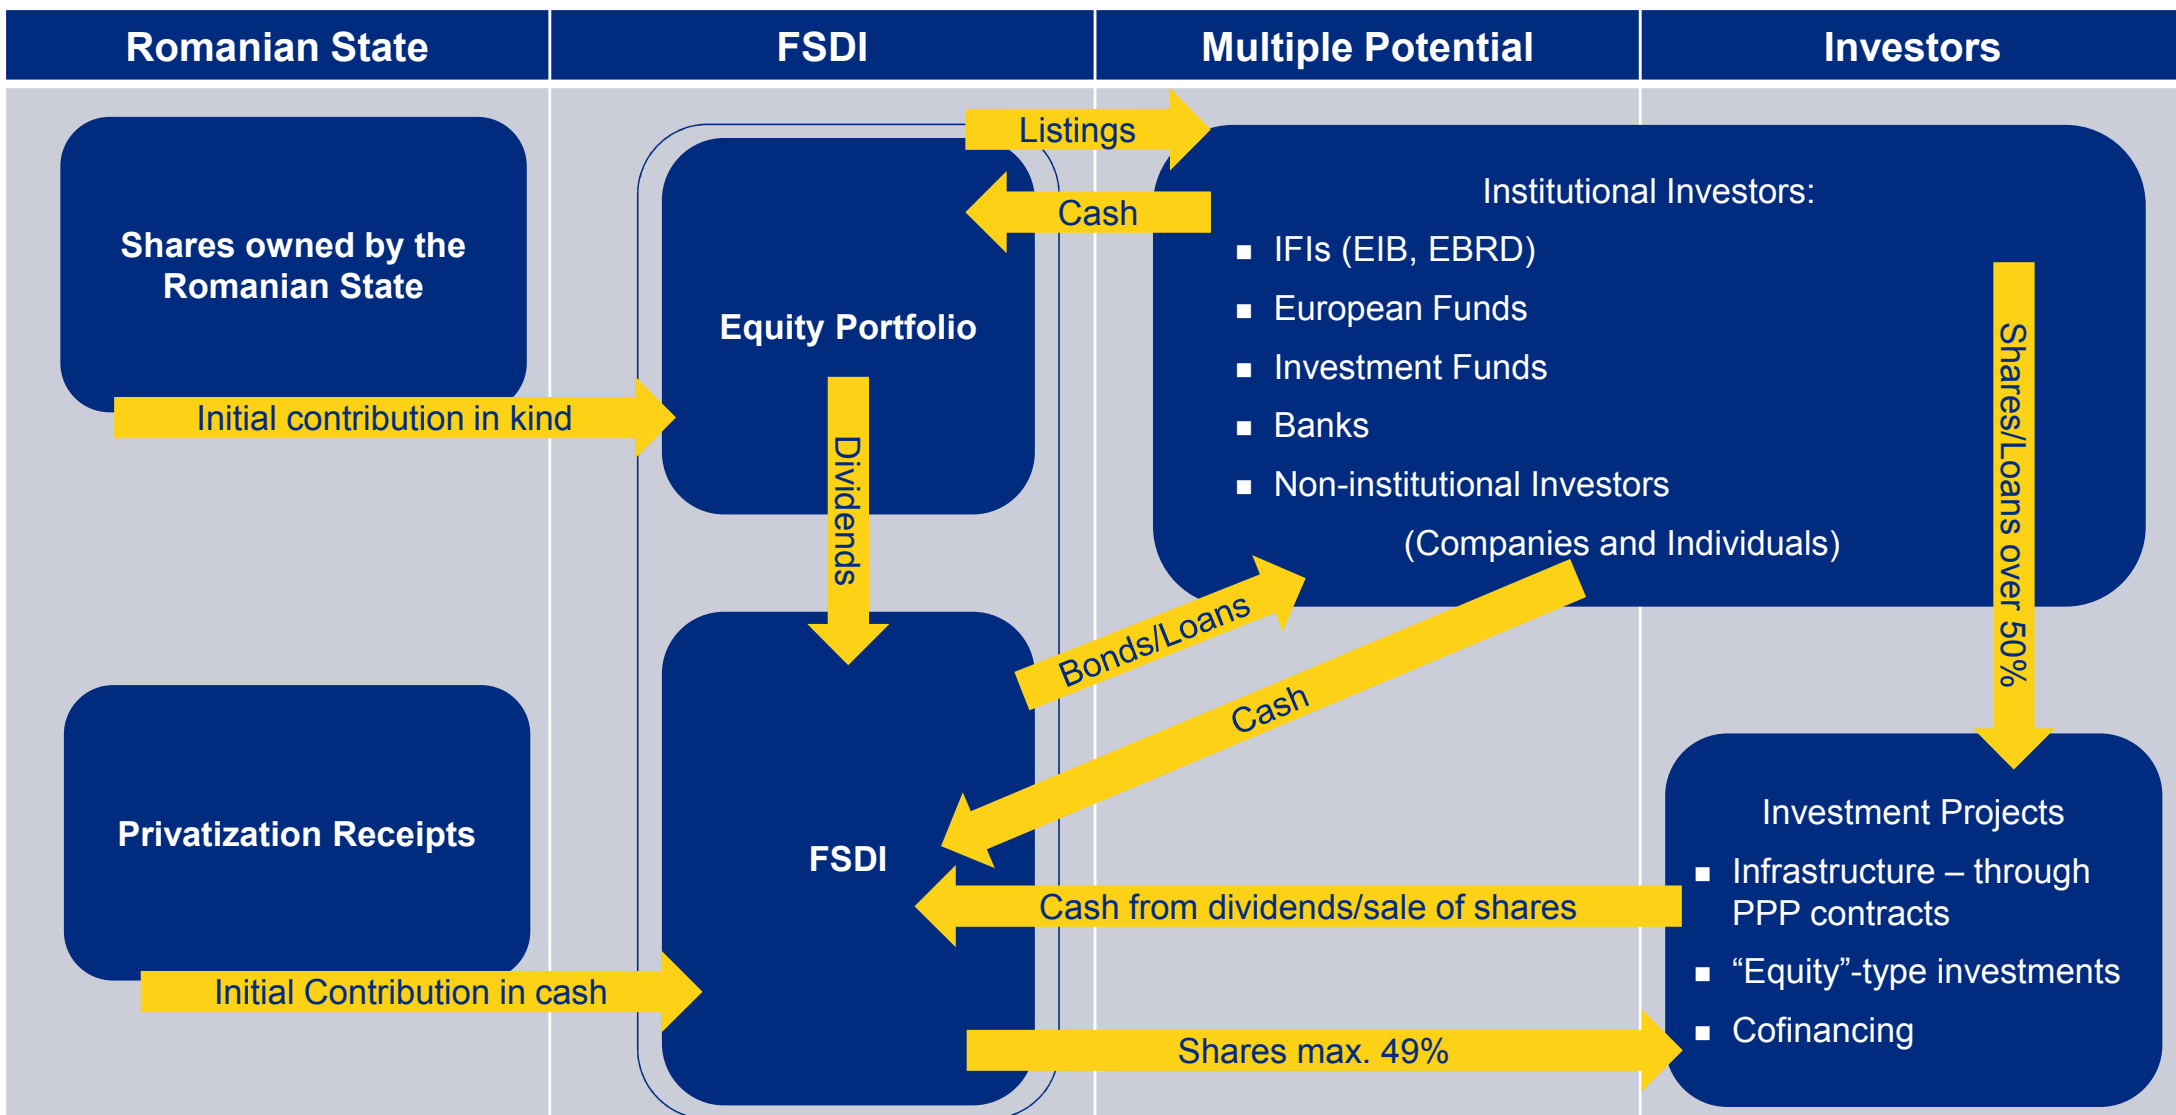 Romanian State
FSDI
Multiple Potential
Investors
Shares owned by the
Romanian State
Initial contribution in kind
Privatization Receipts
Initial Contribution in cash
Equity Portfolio
Dividends
FSDI
Listings
Cash
Institutional Investors:
■ IFIs (EIB, EBRD)
■ European Funds
■ Investment Funds
■ Banks
■ Non-institutional Investors
(Companies and Individuals)
Bonds/Loans
Cash
Cash from dividends/sale of shares
Shares max. 49%
Shares/Loans over 50%
Investment Projects
■ Infrastructure – through
PPP contracts
■ “Equity”-type investments
■ Cofinancing